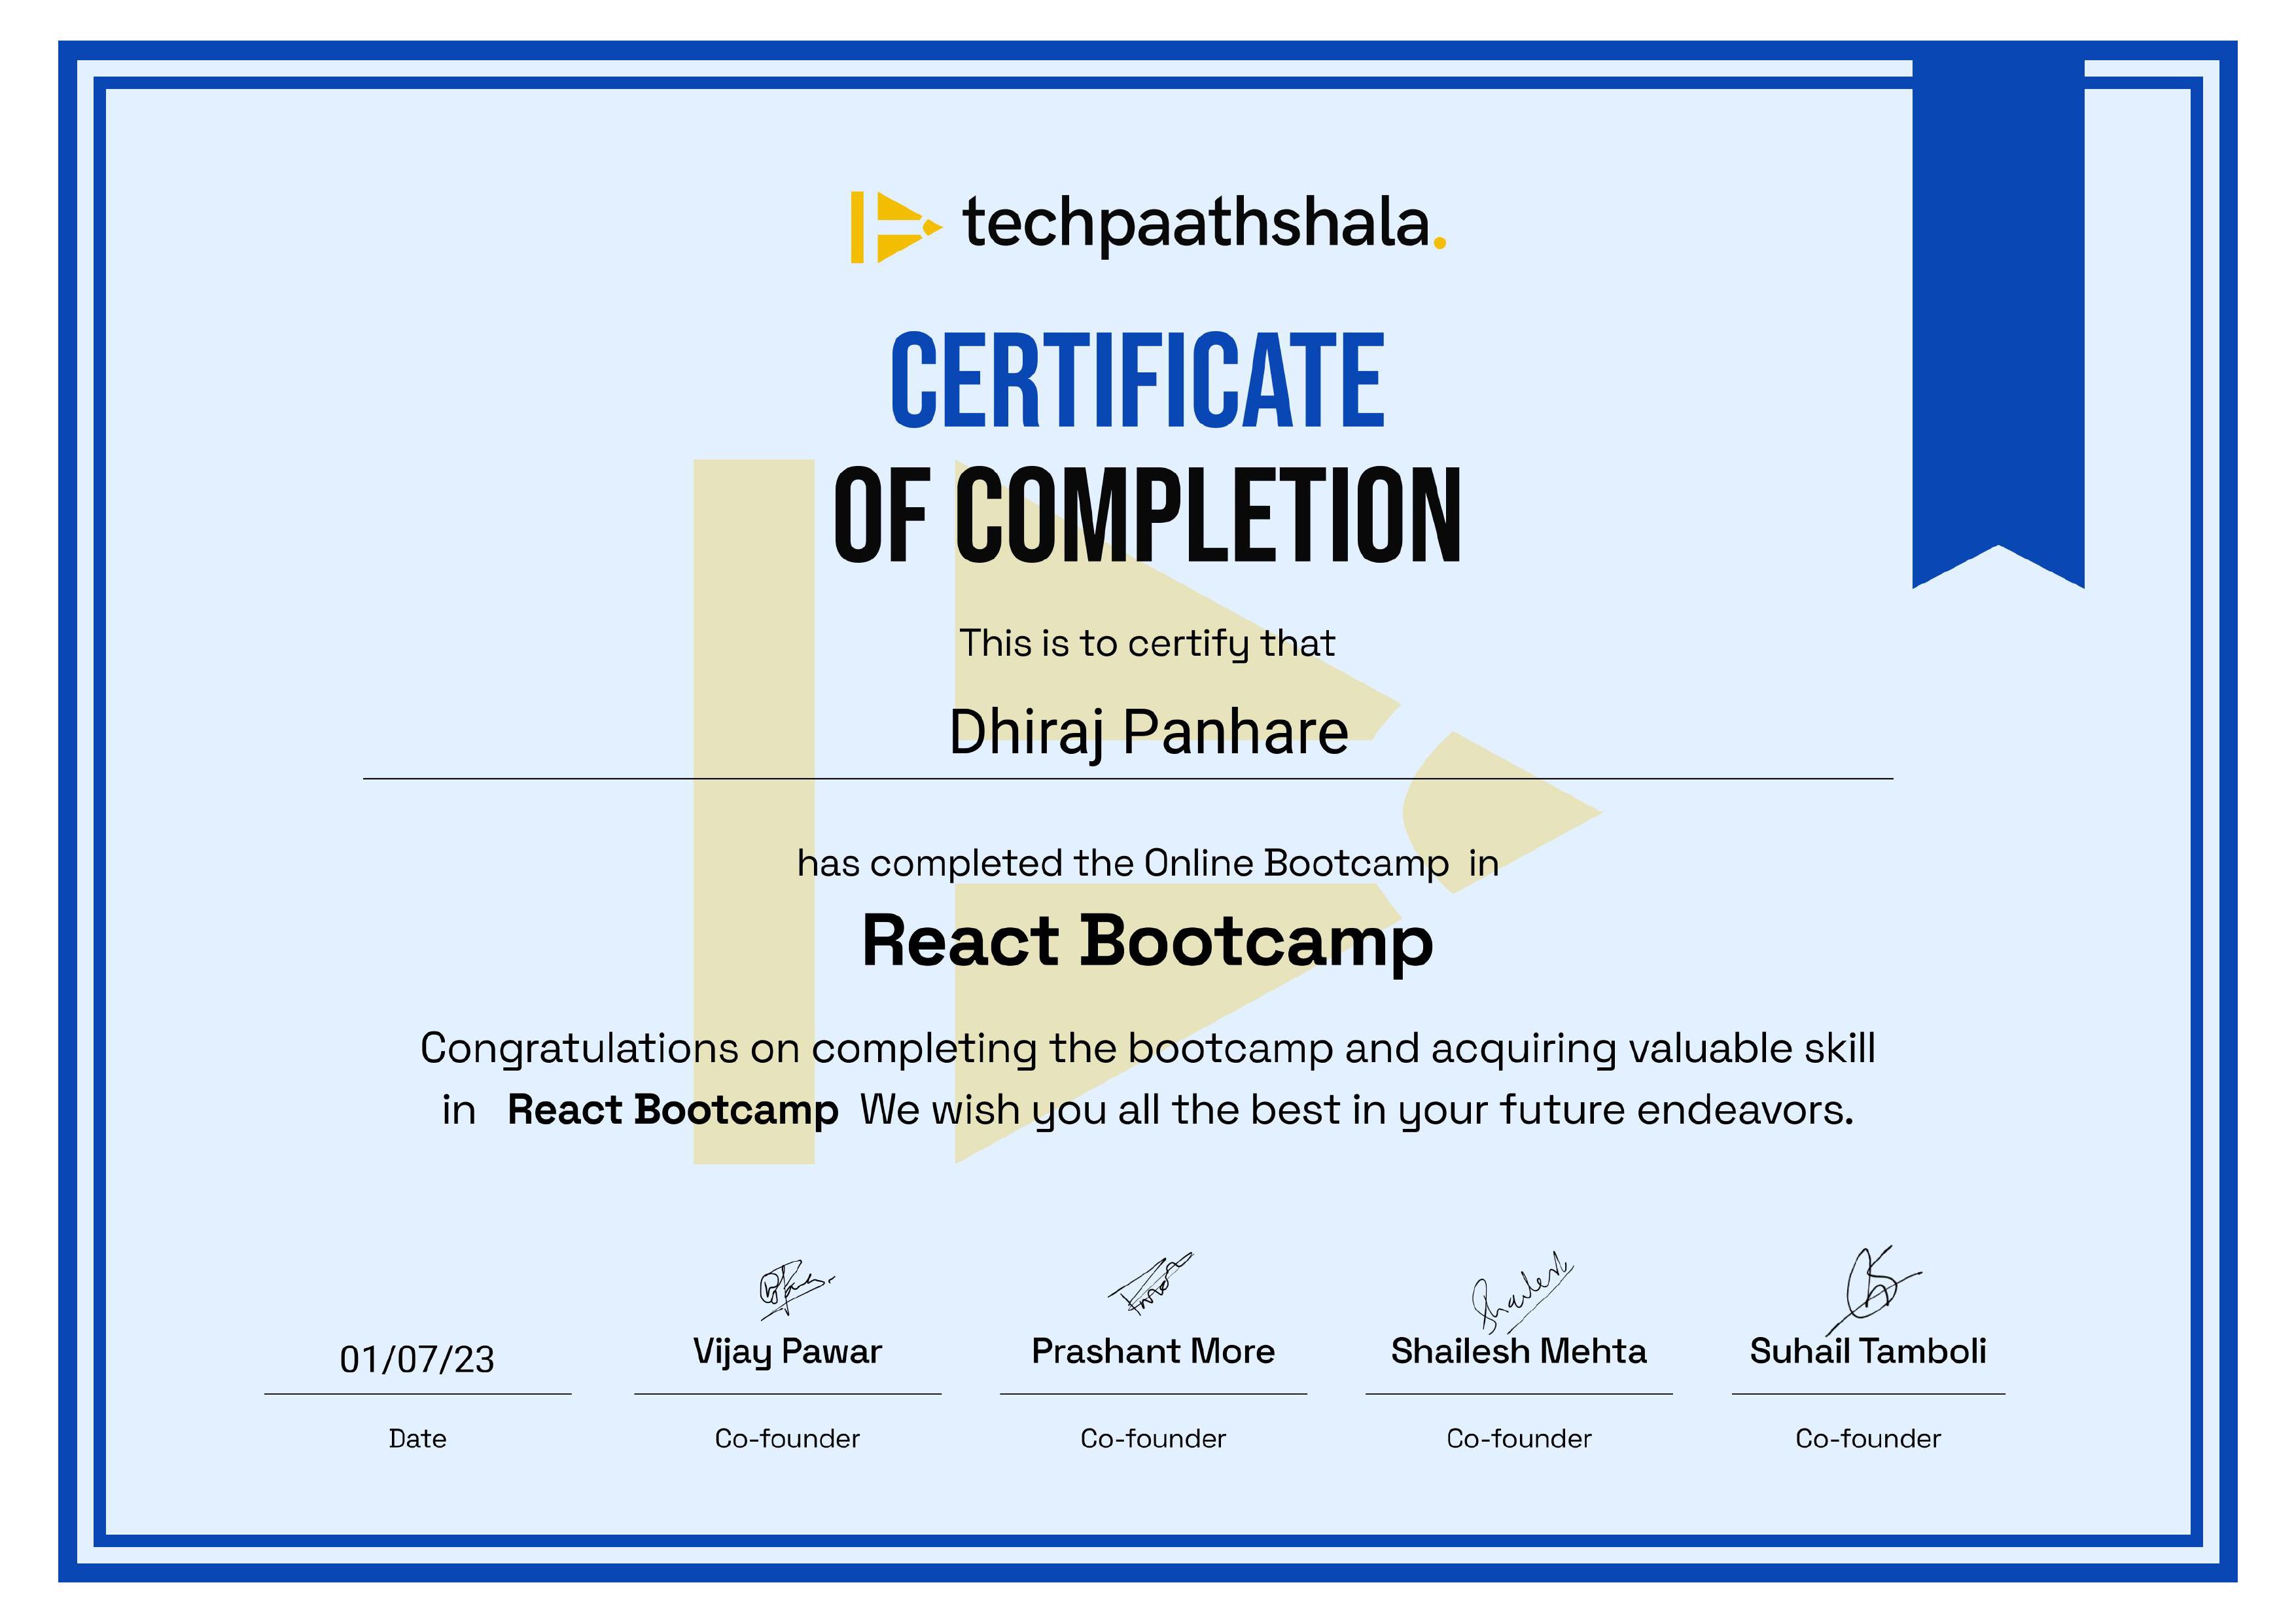 techpaathshala.
CERTIFICATE
OF COMPLETION
This is to certify that
Dhiraj Panhare
has completed the Online Bootcamp in
React Bootcamp
Congratulations on completing the bootcamp and acquiring valuable skill
in React Bootcamp We wish you all the best in your future endeavors.
Shailesh
01/07/23 Vijay Pawar Prashant More Shailesh Mehta Suhail Tamboli
Date Co-founder Co-founder Co-founder Co-founder